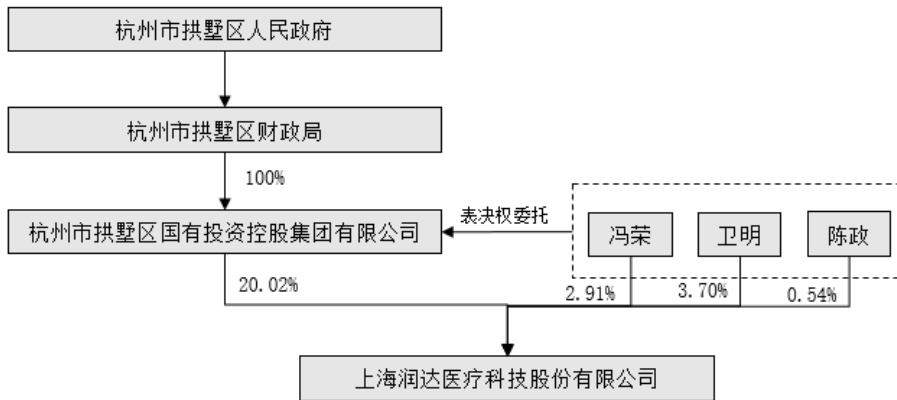 杭州市拱墅区人民政府
杭州市拱墅区财政局
100%
杭州市拱墅区国有投资控股集团有限公司
表决权委托
冯荣
卫明
陈政
20.02%
2.91%
3.70%
0.54%
上海润达医疗科技股份有限公司